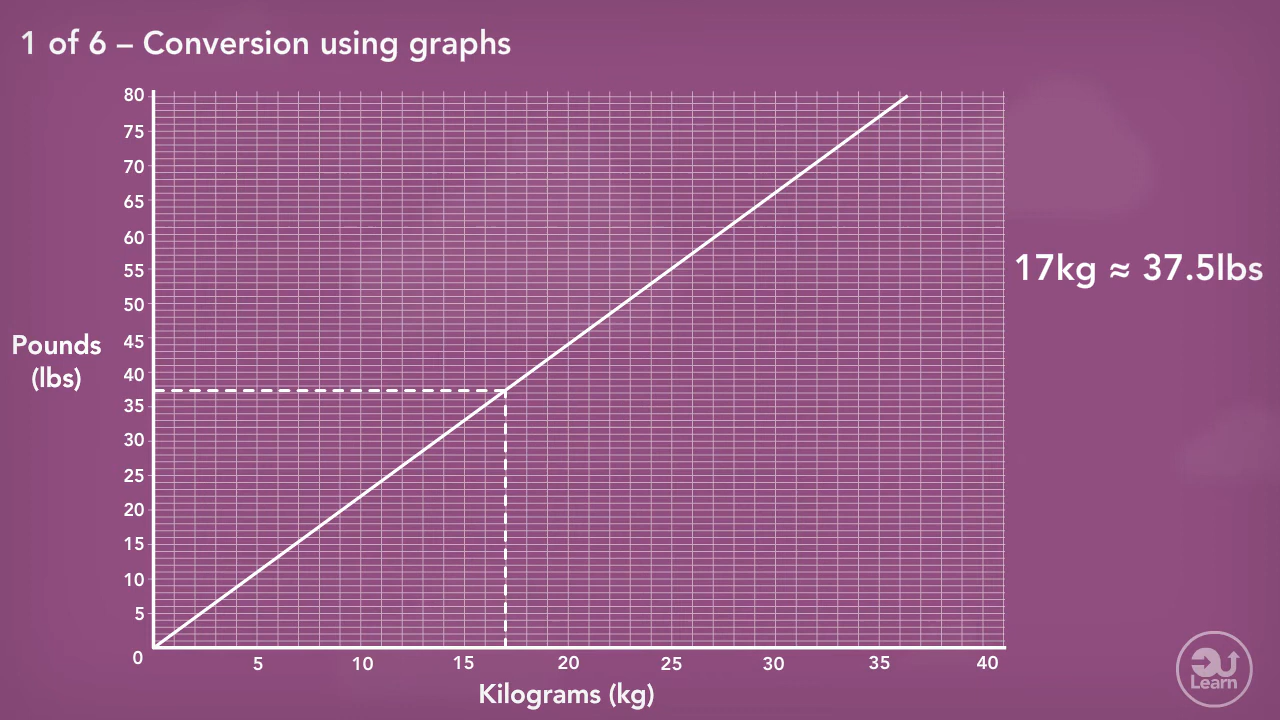 1 of 6 – Conversion using graphs
80
75
70
65
60
55
50
45
40
35
30
25
20
15
10
5
0
Pounds
(lbs)
17kg ≈ 37.5lbs
5 10 15 20 25 30 35 40
Kilograms (kg)
Learn